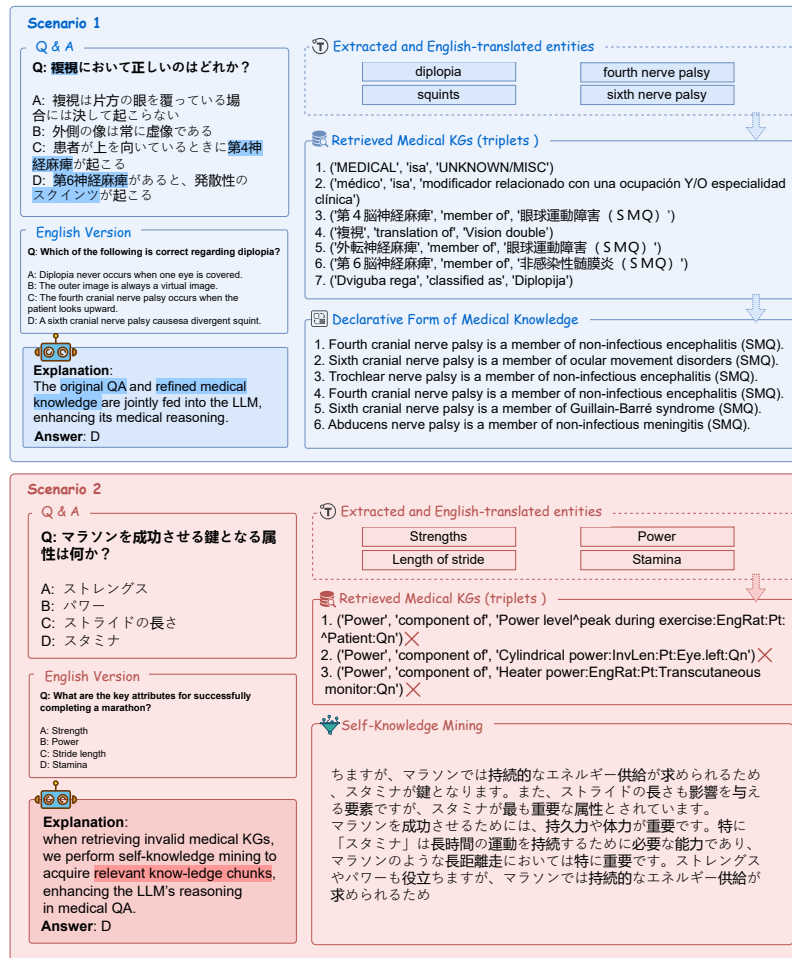 Scenario 1
Q & A
Q: 複視において正しいのはどれか？
A: 複視は片方の眼を覆っている場
合には決して起こらない
B: 外側の像は常に虚像である
C: 患者が上を向いているときに第4神
経麻痺が起こる
D: 第6神経麻痺があると、発散性の
スクインツが起こる
English Version
Q: Which of the following is correct regarding diplopia?
A: Diplopia never occurs when one eye is covered.
B: The outer image is always a virtual image.
C: The fourth cranial nerve palsy occurs when the
patient looks upward.
D: A sixth cranial nerve palsy causesa divergent squint.
Explanation:
The original QA and refined medical
knowledge are jointly fed into the LLM,
enhancing its medical reasoning.
Answer: D
Extracted and English-translated entities
diplopia
fourth nerve palsy
squints
sixth nerve palsy
Retrieved Medical KGs (triplets )
1. ('MEDICAL', 'isa', 'UNKNOWN/MISC')
2. ('médico', 'isa', 'modificador relacionado con una ocupación Y/O especialidad
clínica')
3. ('第４脳神経麻痺', 'member of', '眼球運動障害（ＳＭＱ）')
4. ('複視', 'translation of', 'Vision double')
5. ('外転神経麻痺', 'member of', '眼球運動障害（ＳＭＱ）')
6. ('第６脳神経麻痺', 'member of', '非感染性髄膜炎（ＳＭＱ）')
7. ('Dviguba rega', 'classified as', 'Diplopija')
Declarative Form of Medical Knowledge
1. Fourth cranial nerve palsy is a member of non-infectious encephalitis (SMQ).
2. Sixth cranial nerve palsy is a member of ocular movement disorders (SMQ).
3. Trochlear nerve palsy is a member of non-infectious encephalitis (SMQ).
4. Fourth cranial nerve palsy is a member of non-infectious encephalitis (SMQ).
5. Sixth cranial nerve palsy is a member of Guillain-Barré syndrome (SMQ).
6. Abducens nerve palsy is a member of non-infectious meningitis (SMQ).
Scenario 2
Q & A
Q: マラソンを成功させる鍵となる属
性は何か？
A: ストレングス
B: パワー
C: ストライドの長さ
D: スタミナ
English Version
Q: What are the key attributes for successfully
completing a marathon?
A: Strength
B: Power
C: Stride length
D: Stamina
Explanation:
when retrieving invalid medical KGs,
we perform self-knowledge mining to
acquire relevant know-ledge chunks,
enhancing the LLM's reasoning
in medical QA.
Answer: D
Extracted and English-translated entities
Strengths
Power
Length of stride
Stamina
Retrieved Medical KGs (triplets )
1. ('Power', 'component of', 'Power level^peak during exercise:EngRat:Pt:
^Patient:Qn')
2. ('Power', 'component of', 'Cylindrical power:InvLen:Pt:Eye.left:Qn')
3. ('Power', 'component of', 'Heater power:EngRat:Pt:Transcutaneous
monitor:Qn')
Self-Knowledge Mining
ちますが、マラソンでは持続的なエネルギー供給が求められるため
、スタミナが鍵となります。また、ストライドの長さも影響を与え
る要素ですが、スタミナが最も重要な属性とされています。
マラソンを成功させるためには、持久力や体力が重要です。特に
「スタミナ」は長時間の運動を持続するために必要な能力であり、
マラソンのような長距離走においては特に重要です。ストレングス
やパワーも役立ちますが、マラソンでは持続的なエネルギー供給が
求められるため